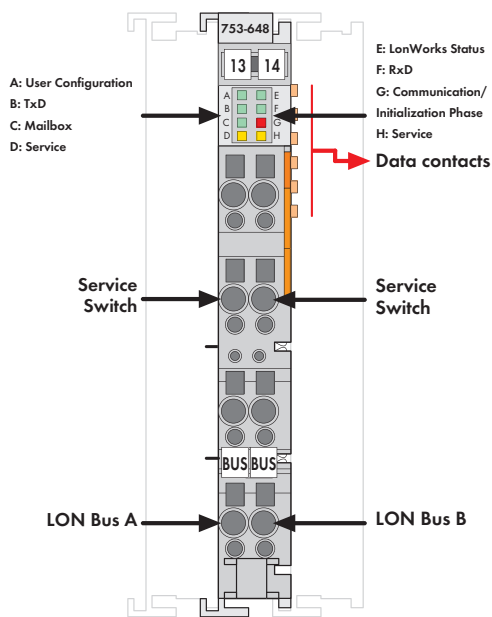 753-648
13 14
A: User Configuration
B: TxD
C: Mailbox
D: Service
A E
B F
C G
D H
E: LonWorks Status
F: RxD
G: Communication/
Initialization Phase
H: Service
Data contacts
Service
Switch
Service
Switch
BUS BUS
LON Bus A
LON Bus B